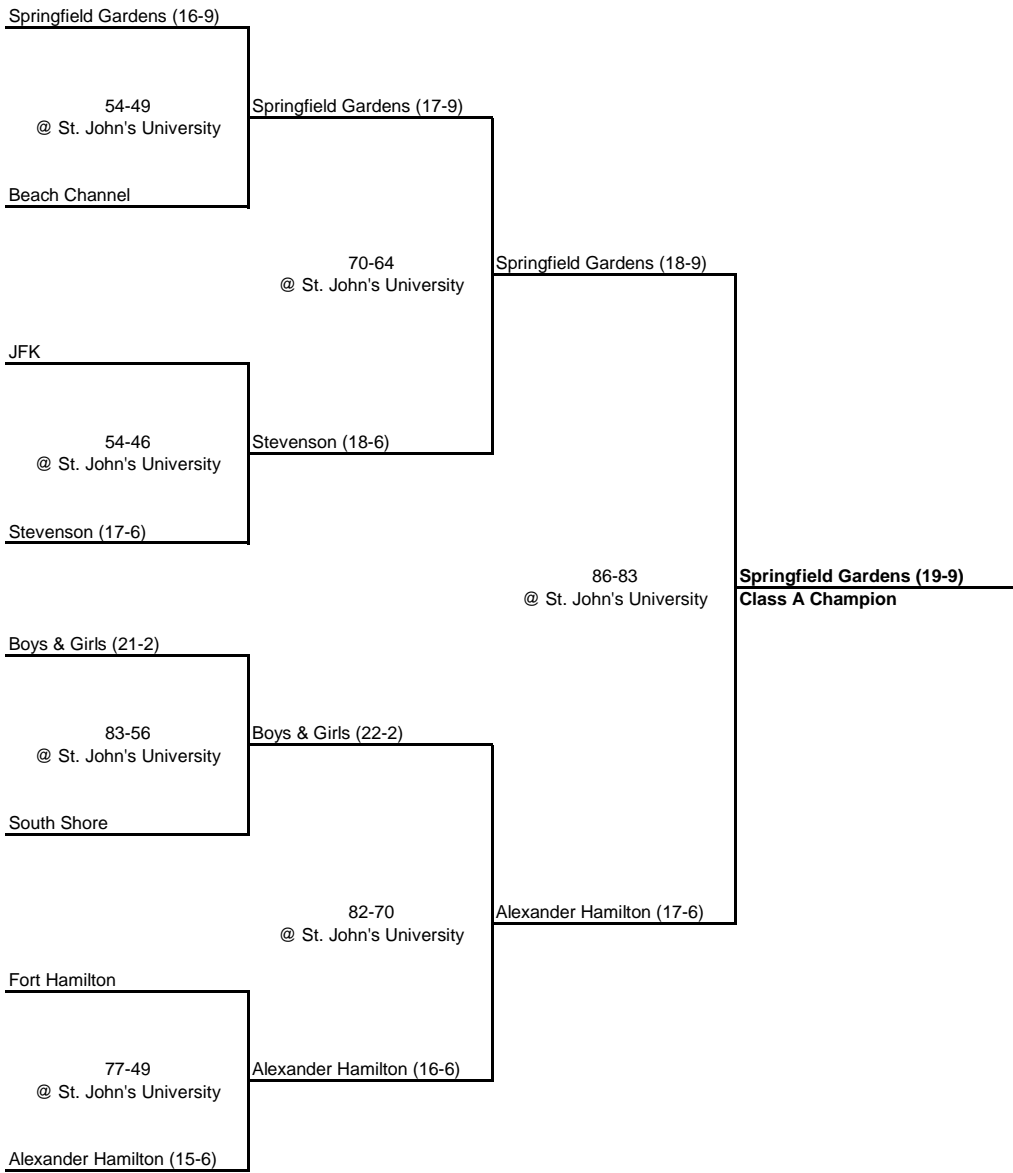 Springfield Gardens (16-9)
54-49
@ St. John's University
Springfield Gardens (17-9)
Beach Channel
70-64
@ St. John's University
Springfield Gardens (18-9)
JFK
54-46
@ St. John's University
Stevenson (18-6)
Stevenson (17-6)
86-83
@ St. John's University
Springfield Gardens (19-9)
Class A Champion
Boys & Girls (21-2)
83-56
@ St. John's University
Boys & Girls (22-2)
South Shore
82-70
@ St. John's University
Alexander Hamilton (17-6)
Fort Hamilton
77-49
@ St. John's University
Alexander Hamilton (16-6)
Alexander Hamilton (15-6)